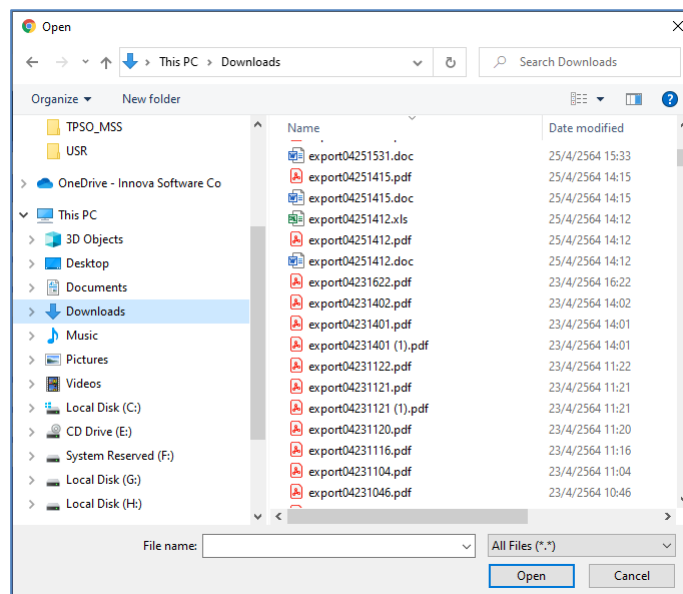 Open
This PC > Downloads
Search Downloads
Organize
New folder
TPSO_MSS
USR
OneDrive - Innova Software Co
This PC
3D Objects
Desktop
Documents
Downloads
Music
Pictures
Videos
Local Disk (C:)
CD Drive (E:)
System Reserved (F:)
Local Disk (G:)
Local Disk (H:)
Name Date modified
export04251531.doc 25/4/2564 15:33
export04251415.pdf 25/4/2564 14:15
export04251415.doc 25/4/2564 14:15
export04251412.xls 25/4/2564 14:12
export04251412.pdf 25/4/2564 14:12
export04251412.doc 25/4/2564 14:12
export04231622.pdf 23/4/2564 16:22
export04231402.pdf 23/4/2564 14:02
export04231401.pdf 23/4/2564 14:01
export04231401 (1).pdf 23/4/2564 14:01
export04231122.pdf 23/4/2564 11:22
export04231121.pdf 23/4/2564 11:21
export04231121 (1).pdf 23/4/2564 11:21
export04231120.pdf 23/4/2564 11:20
export04231116.pdf 23/4/2564 11:16
export04231104.pdf 23/4/2564 11:04
export04231046.pdf 23/4/2564 10:46
File name:
All Files (*.*)
Open
Cancel